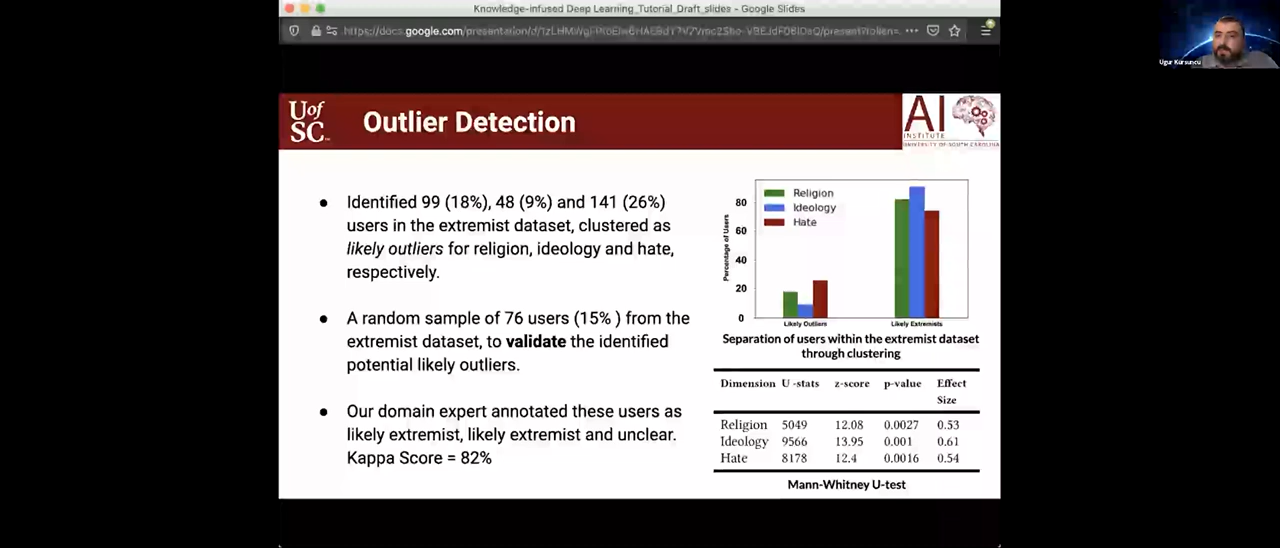 Knowledge-infused Deep Learning_Tutorial_Draft_slides - Google Slides
Ugur Kursuncu
UofSC
Outlier Detection
AI
INSTITUTE
UNIVERSITY OF SOUTH CAROLINA
● Identified 99 (18%), 48 (9%) and 141 (26%)
users in the extremist dataset, clustered as
likely outliers for religion, ideology and hate,
respectively.
● A random sample of 76 users (15% ) from the
extremist dataset, to validate the identified
potential likely outliers.
● Our domain expert annotated these users as
likely extremist, likely extremist and unclear.
Kappa Score = 82%
Religion
Ideology
Hate
Percentage of Users
80
60
40
20
0
Likely Outliers Likely Extremists
Separation of users within the extremist dataset
through clustering
Dimension U -stats z-score p-value Effect
Size
Religion 5049 12.08 0.0027 0.53
Ideology 9566 13.95 0.001 0.61
Hate 8178 12.4 0.0016 0.54
Mann-Whitney U-test